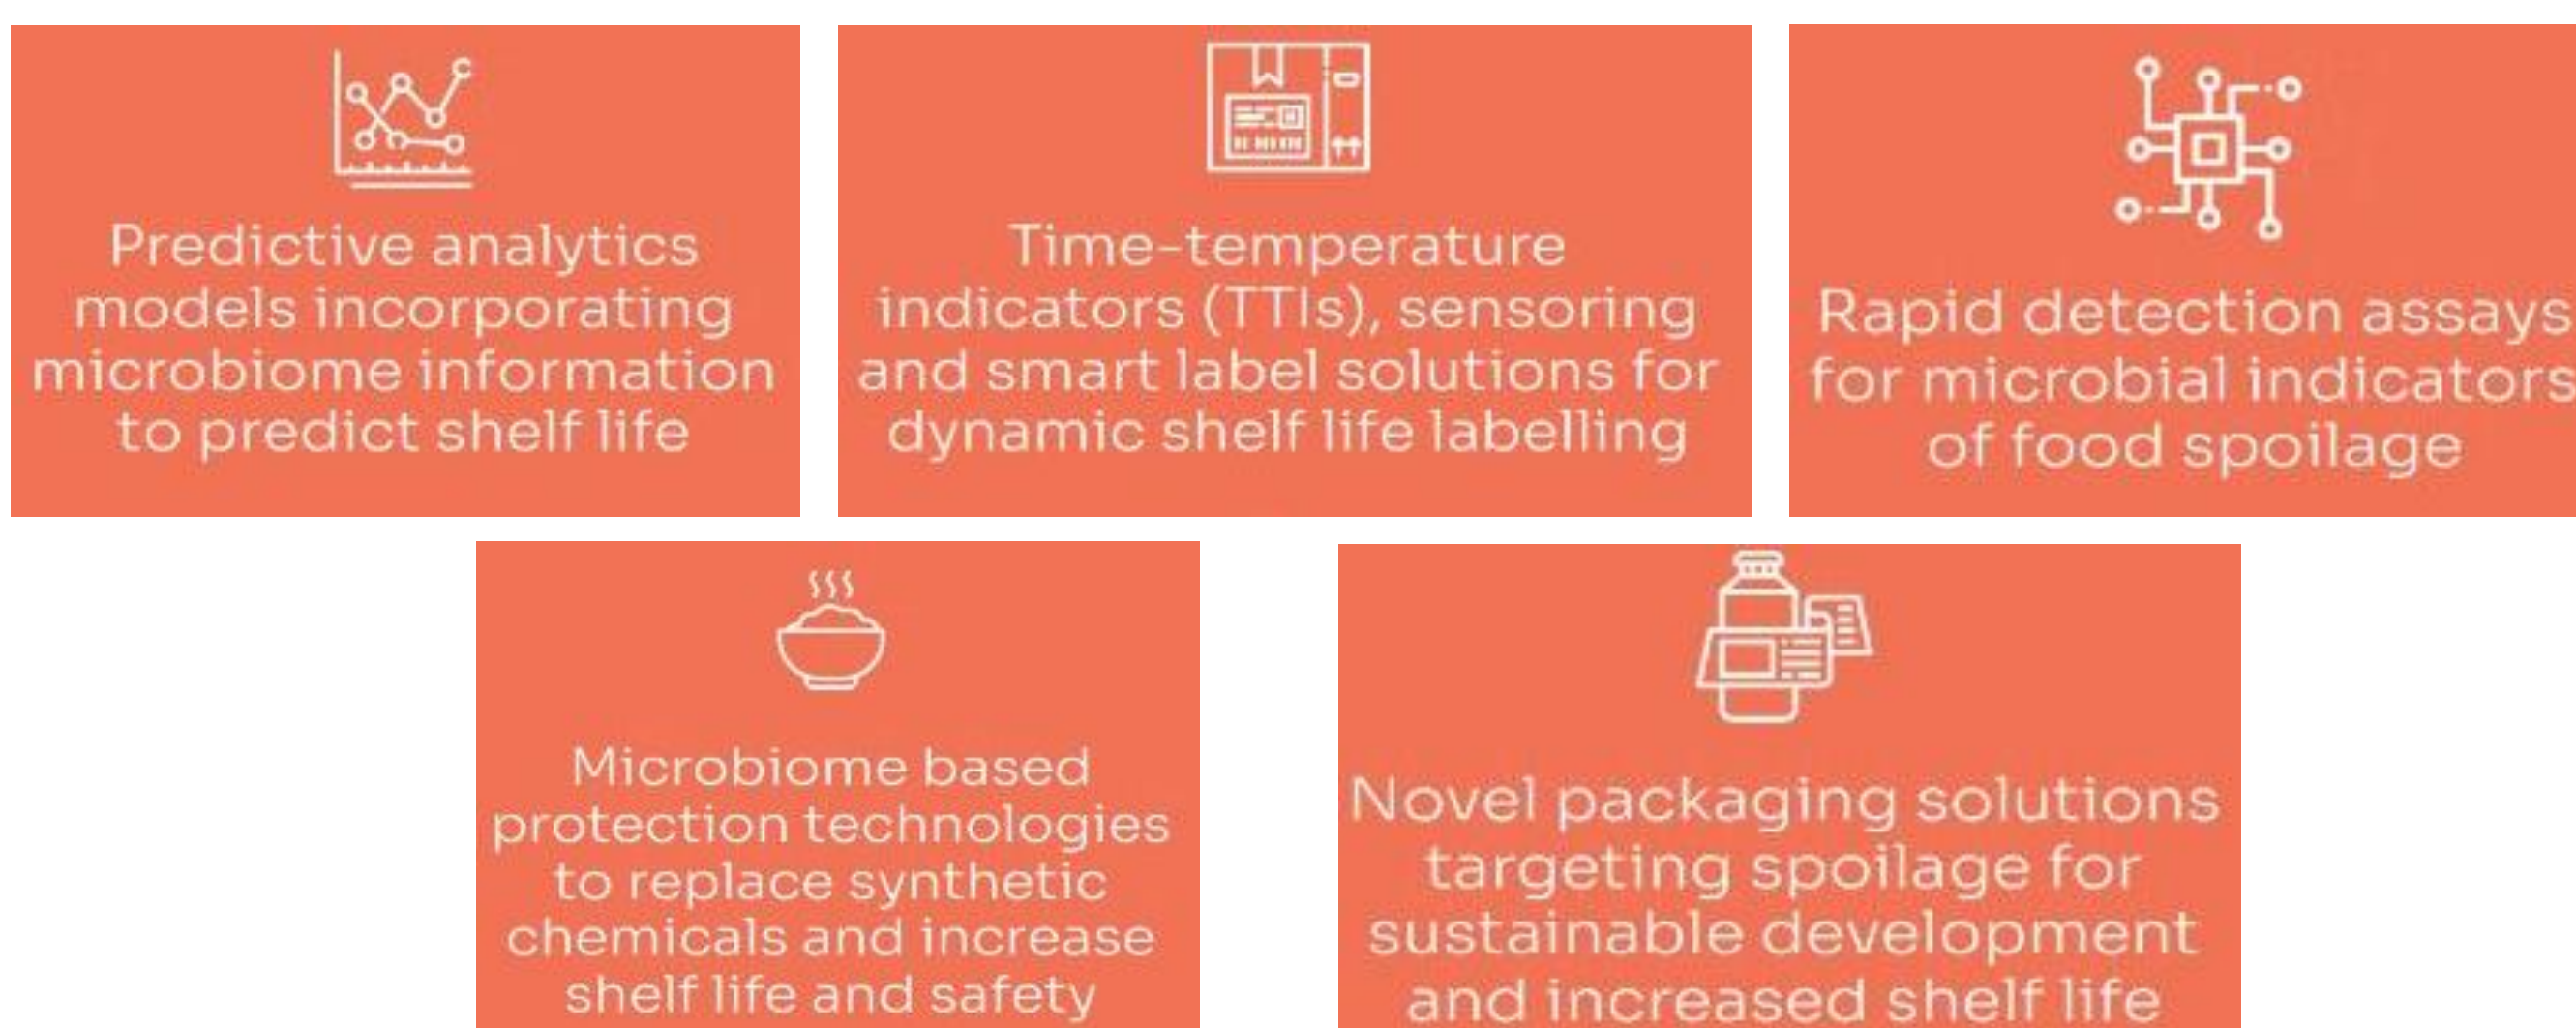 Predictive analytics
models incorporating
microbiome information
to predict shelf life
Time-temperature
indicators (TTIs), sensoring
and smart label solutions for
dynamic shelf life labelling
Rapid detection assays
for microbial indicators
of food spoilage
Microbiome based
protection technologies
to replace synthetic
chemicals and increase
shelf life and safety
Novel packaging solutions
targeting spoilage for
sustainable development
and increased shelf life